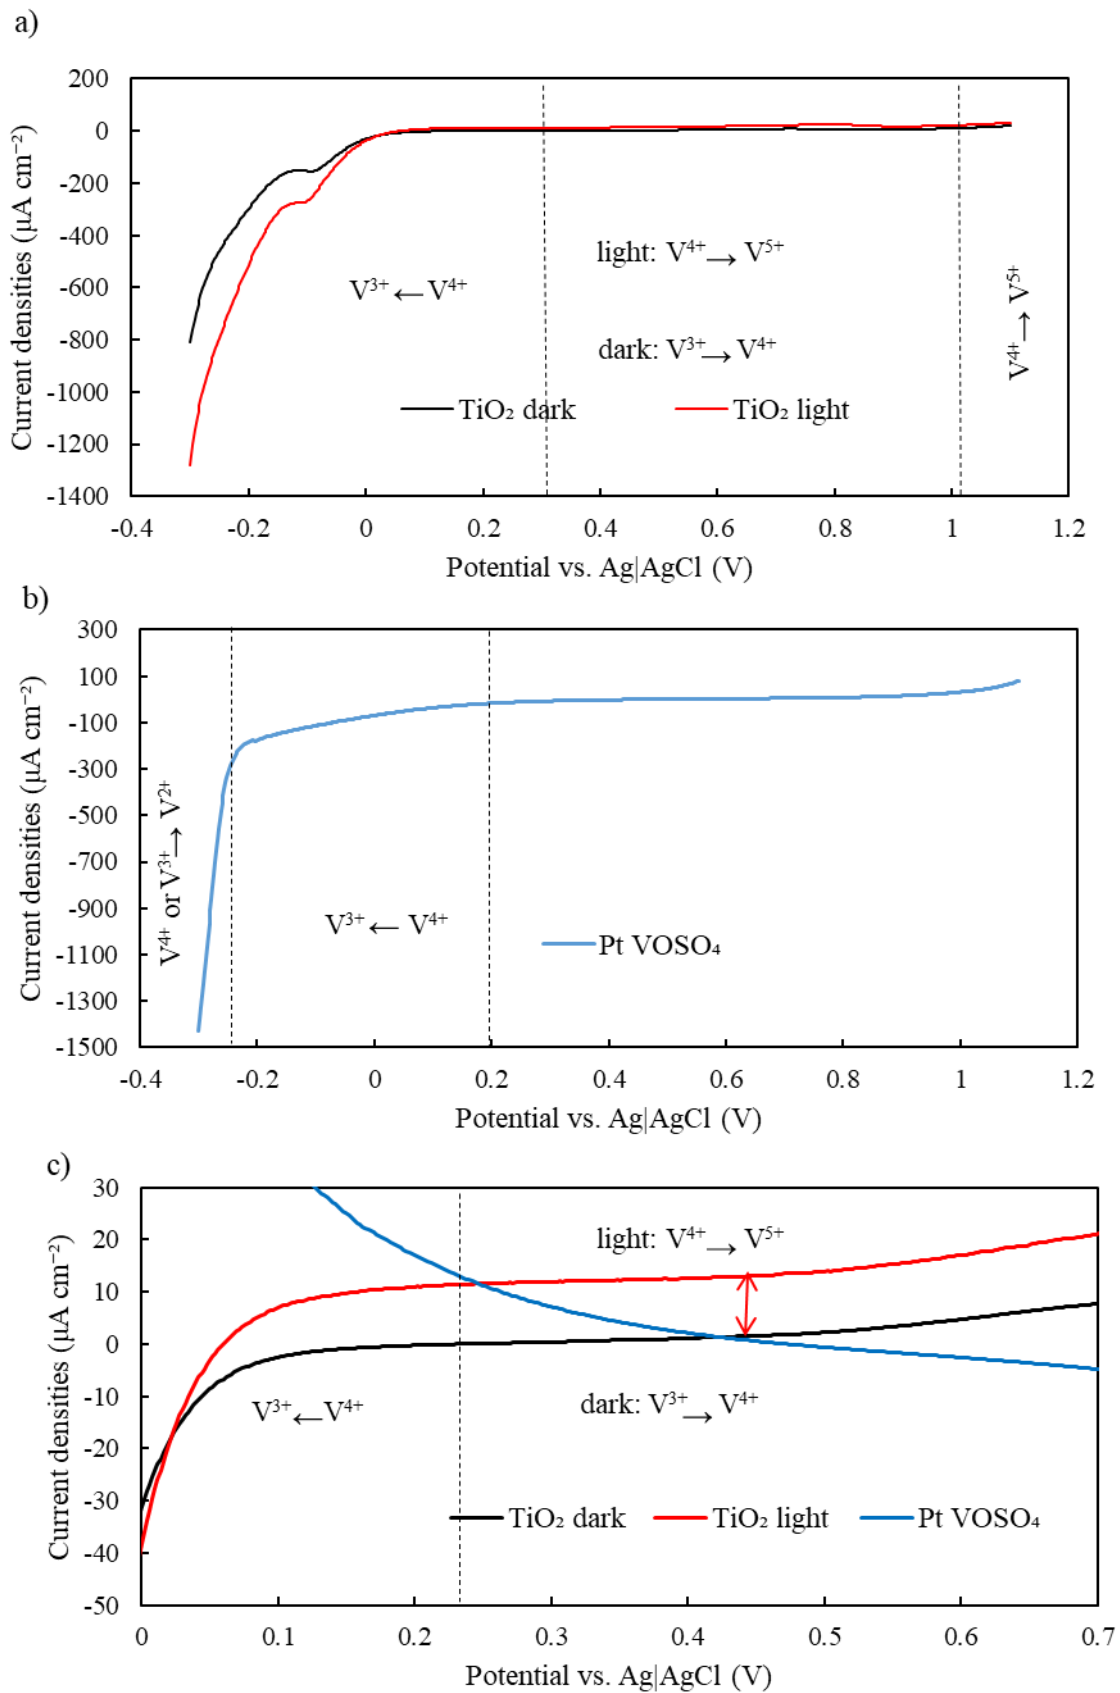 a)
200
0
-200
-400
-600
-800
-1000
-1200
-1400
Current densities (μA cm⁻²)
light: V⁴⁺→V⁵⁺
V³⁺←V⁴⁺
dark: V³⁺→V⁴⁺
V⁴⁺→V⁵⁺
TiO₂ dark TiO₂ light
-0.4 -0.2 0 0.2 0.4 0.6 0.8 1 1.2
Potential vs. Ag|AgCl (V)
b)
300
100
-100
-300
-500
-700
-900
-1100
-1300
-1500
Current densities (μA cm⁻²)
V⁴⁺ or V³⁺→V²⁺
V³⁺← V⁴⁺
Pt VOSO₄
-0.4 -0.2 0 0.2 0.4 0.6 0.8 1 1.2
Potential vs. Ag|AgCl (V)
c)
30
20
10
0
-10
-20
-30
-40
-50
Current densities (μA cm⁻²)
light: V⁴⁺→V⁵⁺
V³⁺←V⁴⁺
dark: V³⁺→V⁴⁺
TiO₂ dark TiO₂ light Pt VOSO₄
0 0.1 0.2 0.3 0.4 0.5 0.6 0.7
Potential vs. Ag|AgCl (V)